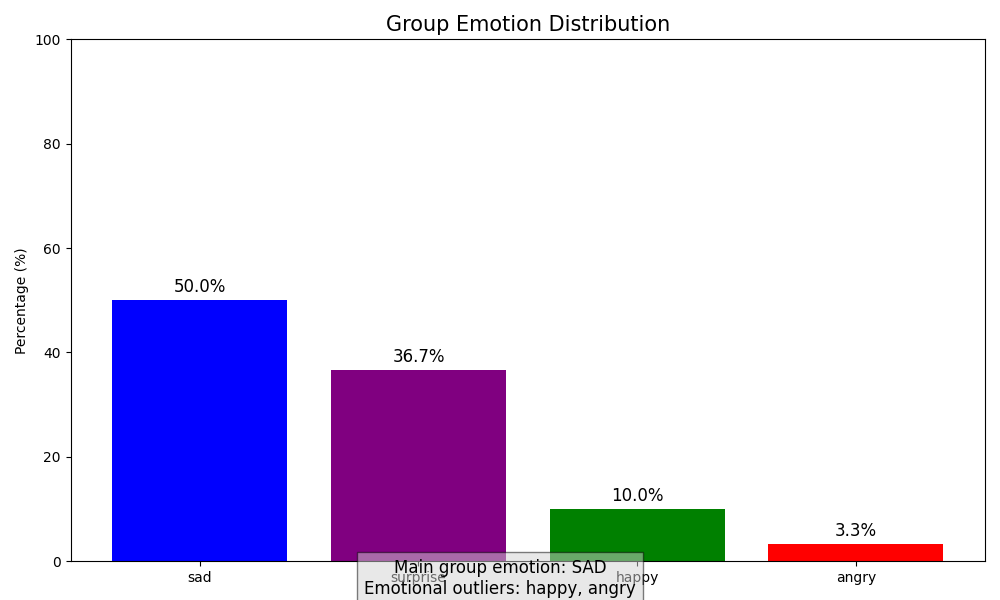 Group Emotion Distribution
Percentage (%)
100
80
60
40
20
0
50.0%
36.7%
10.0%
3.3%
sad
surprise
happy
angry
Main group emotion: SAD
Emotional outliers: happy, angry